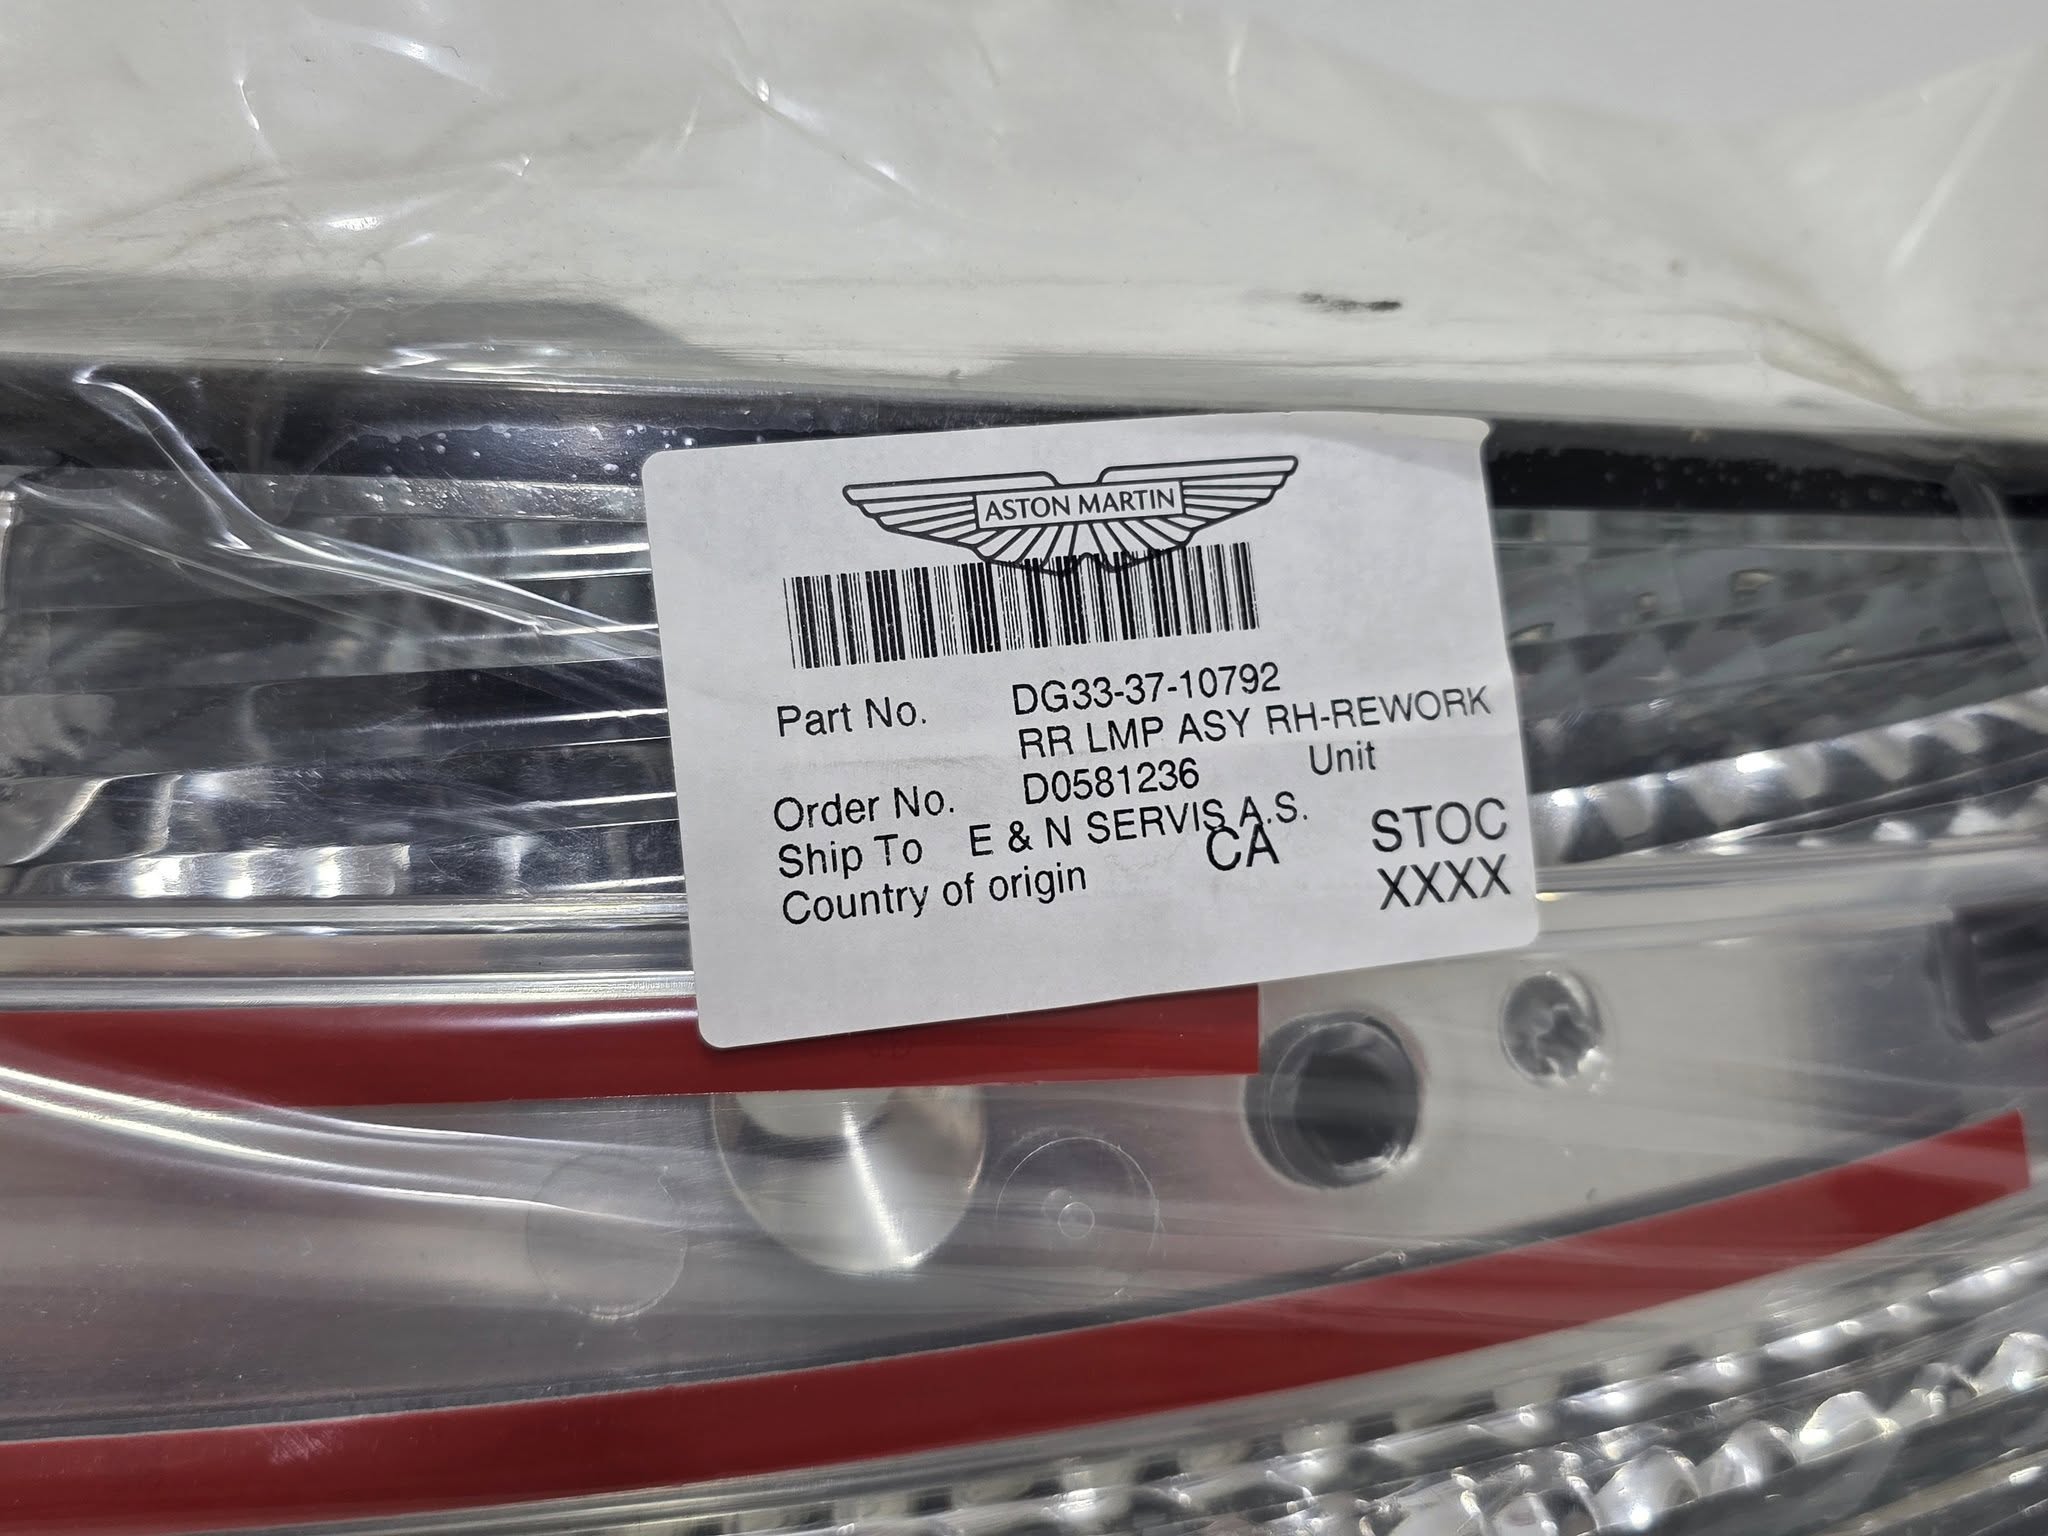 ASTON MARTIN
Part No. DG33-37-10792
RR LMP ASY RH-REWORK
Order No. D0581236 Unit
Ship To E & N SERVIS A.S.
Country of origin CA STOC
XXXX